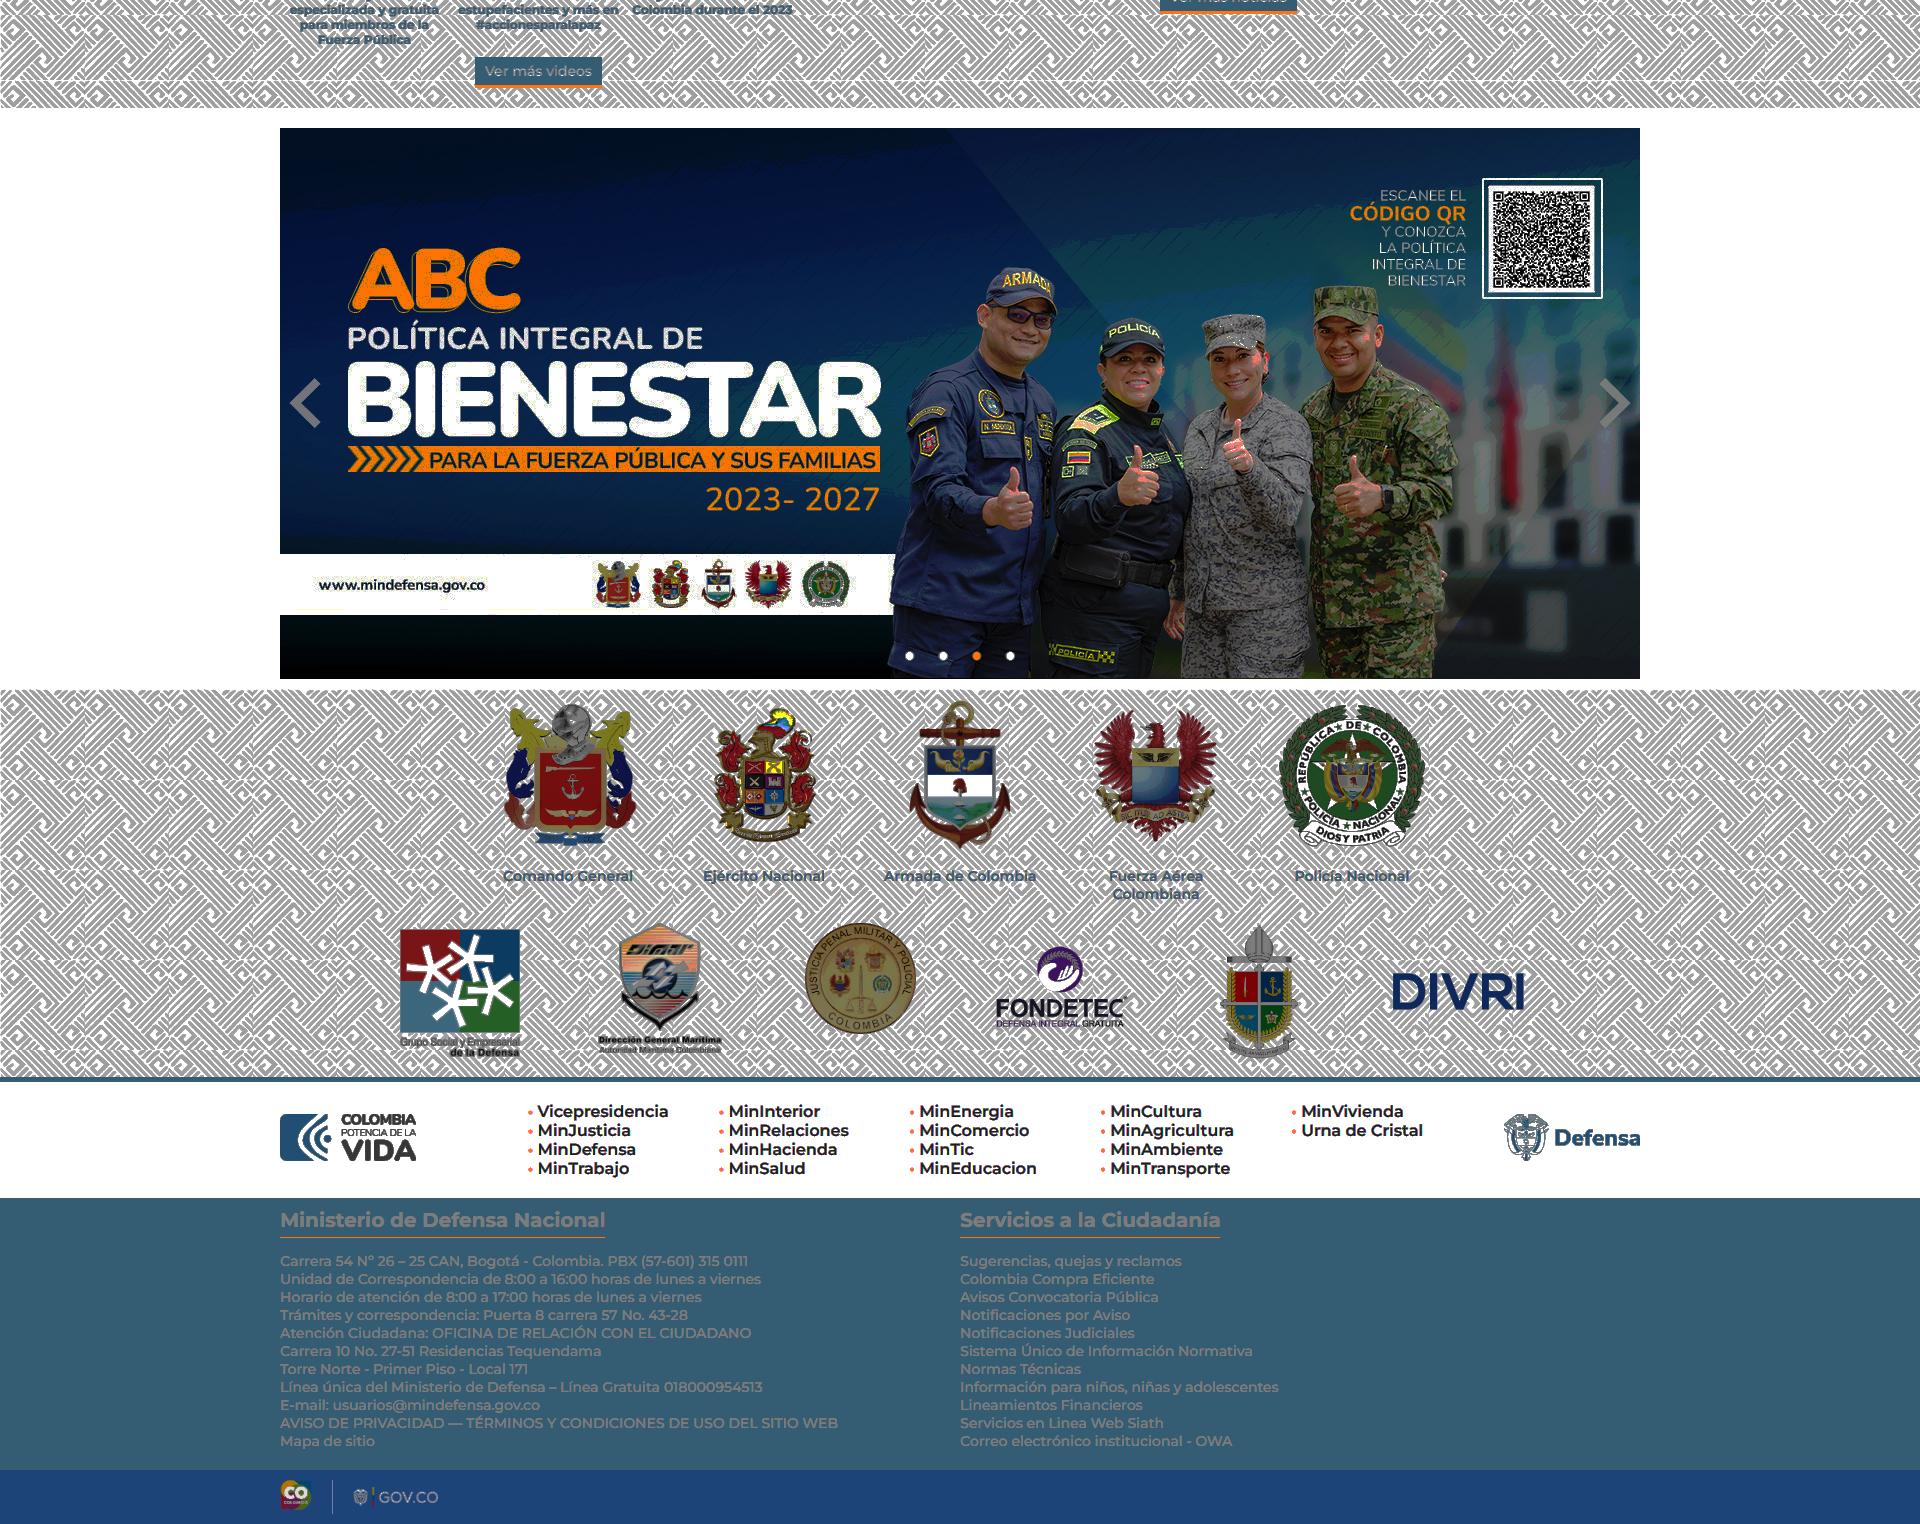 especializada y gratuita
para miembros de la
Fuerza Pública
estupefacientes y más en
#accionesparalapaz
Colombia durante el 2023
Ver más noticias
Ver más videos
ESCANEE EL
CÓDIGO QR
Y CONOZCA
LA POLÍTICA
INTEGRAL DE
BIENESTAR
ABC
POLÍTICA INTEGRAL DE
BIENESTAR
PARA LA FUERZA PÚBLICA Y SUS FAMILIAS
2023- 2027
www.mindefensa.gov.co
ARMADA
POLICÍA
POLICÍA
REPUBLICA DE COLOMBIA
POLICIA NACIONAL
DIOS Y PATRIA
SIC ITUR AD ASTRA
Comando General
Ejército Nacional
Armada de Colombia
Fuerza Aérea
Colombiana
Policía Nacional
Grupo Social y Empresarial
de la Defensa
Dimar
Dirección General Marítima
Autoridad Marítima Colombiana
JUSTICIA PENAL MILITAR Y POLICIAL
COLOMBIA
FONDETEC
DEFENSA INTEGRAL GRATUITA
DIVRI
COLOMBIA
POTENCIA DE LA
VIDA
Vicepresidencia
MinJusticia
MinDefensa
MinTrabajo
MinInterior
MinRelaciones
MinHacienda
MinSalud
MinEnergia
MinComercio
MinTic
MinEducacion
MinCultura
MinAgricultura
MinAmbiente
MinTransporte
MinVivienda
Urna de Cristal
Defensa
Ministerio de Defensa Nacional
Carrera 54 N° 26 – 25 CAN, Bogotá - Colombia. PBX (57-601) 315 0111
Unidad de Correspondencia de 8:00 a 16:00 horas de lunes a viernes
Horario de atención de 8:00 a 17:00 horas de lunes a viernes
Trámites y correspondencia: Puerta 8 carrera 57 No. 43-28
Atención Ciudadana: OFICINA DE RELACIÓN CON EL CIUDADANO
Carrera 10 No. 27-51 Residencias Tequendama
Torre Norte - Primer Piso - Local 171
Línea única del Ministerio de Defensa – Línea Gratuita 018000954513
E-mail: usuarios@mindefensa.gov.co
AVISO DE PRIVACIDAD — TÉRMINOS Y CONDICIONES DE USO DEL SITIO WEB
Mapa de sitio
Servicios a la Ciudadanía
Sugerencias, quejas y reclamos
Colombia Compra Eficiente
Avisos Convocatoria Pública
Notificaciones por Aviso
Notificaciones Judiciales
Sistema Único de Información Normativa
Normas Técnicas
Información para niños, niñas y adolescentes
Lineamientos Financieros
Servicios en Linea Web Siath
Correo electrónico institucional - OWA
CO
COLOMBIA
GOV.CO